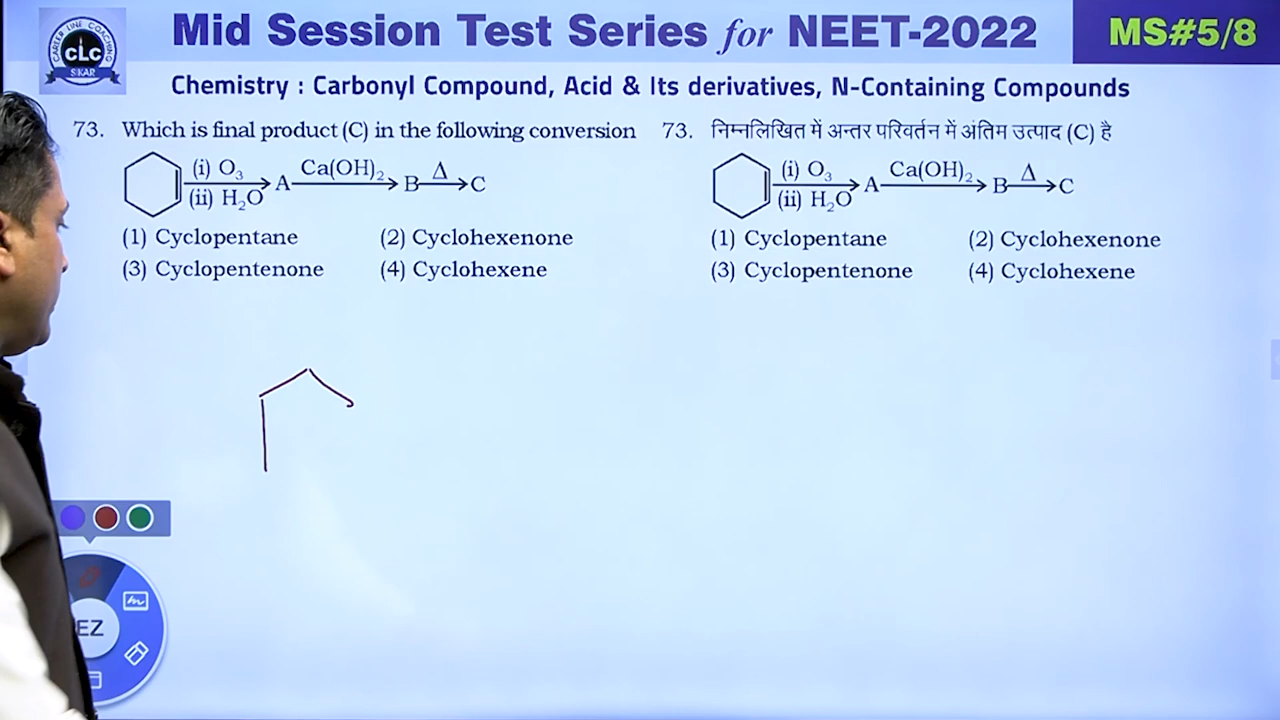 CAREER LINE COACHING
CLC
SIKAR
Mid Session Test Series for NEET-2022
MS#5/8
Chemistry : Carbonyl Compound, Acid & Its derivatives, N-Containing Compounds
73. Which is final product (C) in the following conversion
(i) O₃
(ii) H₂O
A
Ca(OH)₂
B
Δ
C
(1) Cyclopentane (2) Cyclohexenone
(3) Cyclopentenone (4) Cyclohexene
73. निम्नलिखित में अन्तर परिवर्तन में अंतिम उत्पाद (C) है
(i) O₃
(ii) H₂O
A
Ca(OH)₂
B
Δ
C
(1) Cyclopentane (2) Cyclohexenone
(3) Cyclopentenone (4) Cyclohexene
EZ